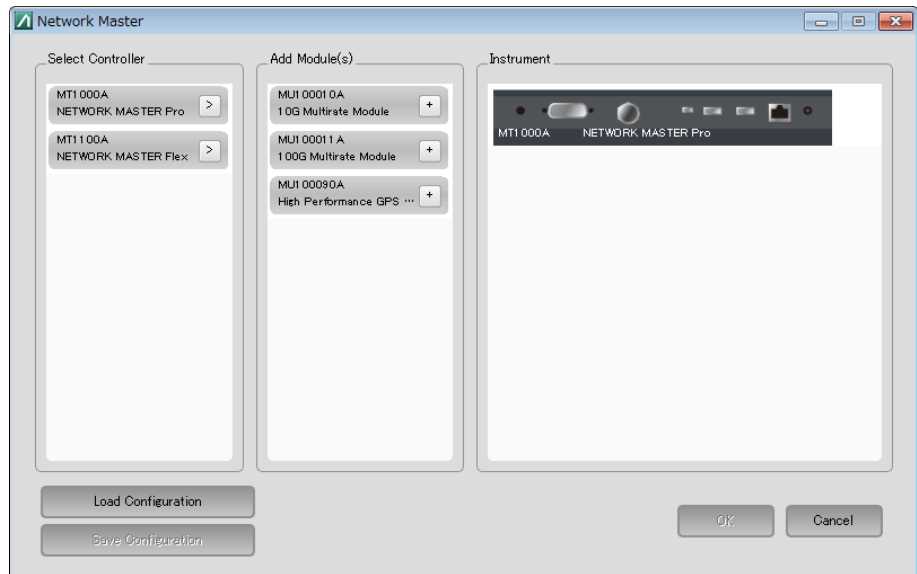 Network Master
Select Controller
MT1000A
NETWORK MASTER Pro
>
MT1100A
NETWORK MASTER Flex
>
Add Module(s)
MU100010A
10G Multirate Module
+
MU100011A
100G Multirate Module
+
MU100090A
High Performance GPS ...
+
Instrument
MT1000A NETWORK MASTER Pro
Load Configuration
Save Configuration
OK
Cancel